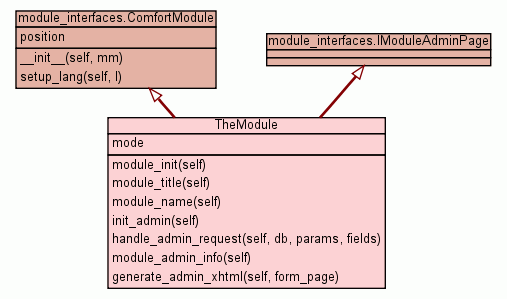 module_interfaces.ComfortModule
position
__init__(self, mm)
setup_lang(self, l)
module_interfaces.IModuleAdminPage
TheModule
mode
module_init(self)
module_title(self)
module_name(self)
init_admin(self)
handle_admin_request(self, db, params, fields)
module_admin_info(self)
generate_admin_xhtml(self, form_page)